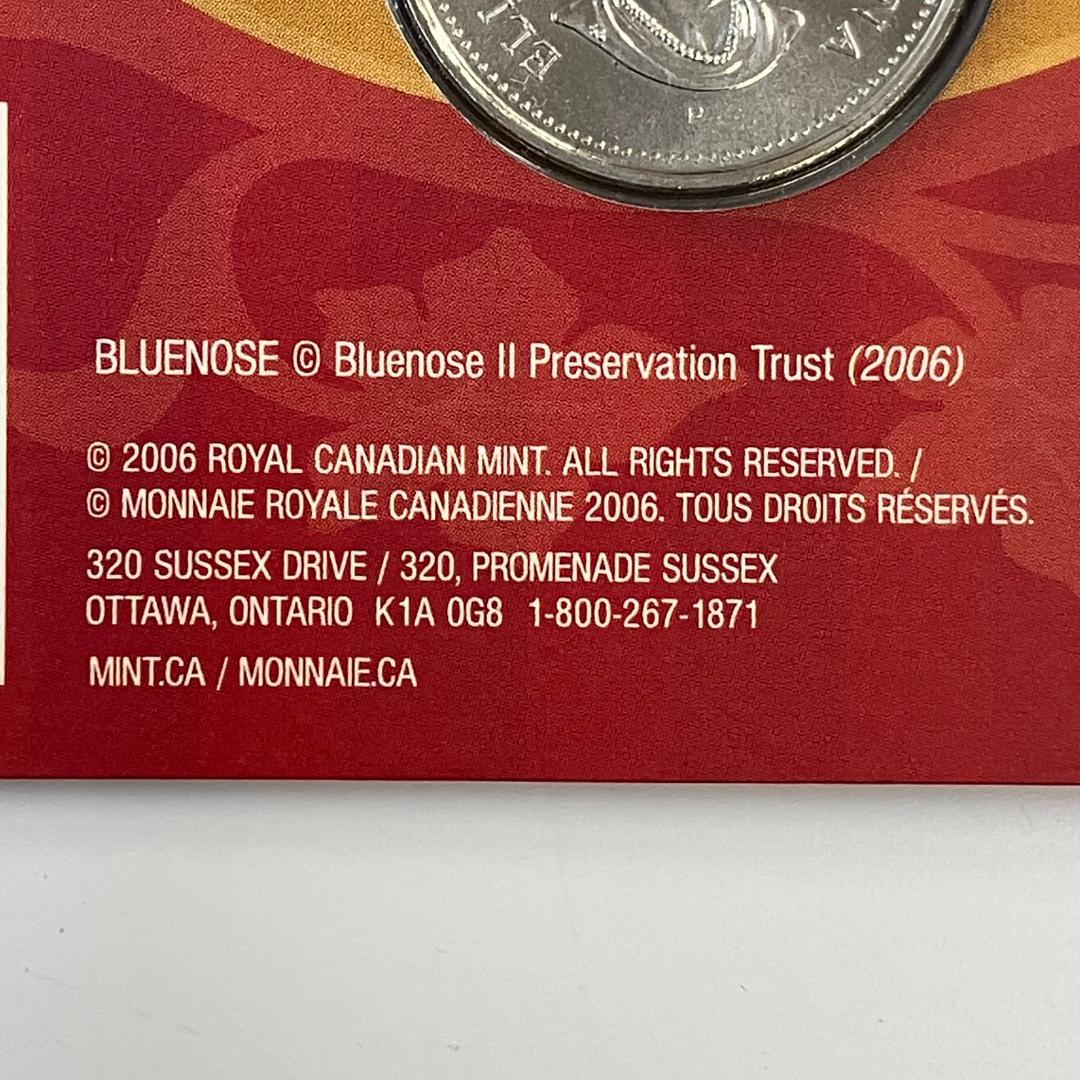 ELI
NA
P
BLUENOSE © Bluenose II Preservation Trust (2006)
© 2006 ROYAL CANADIAN MINT. ALL RIGHTS RESERVED. /
© MONNAIE ROYALE CANADIENNE 2006. TOUS DROITS RÉSERVÉS.
320 SUSSEX DRIVE / 320, PROMENADE SUSSEX
OTTAWA, ONTARIO K1A 0G8 1-800-267-1871
MINT.CA / MONNAIE.CA